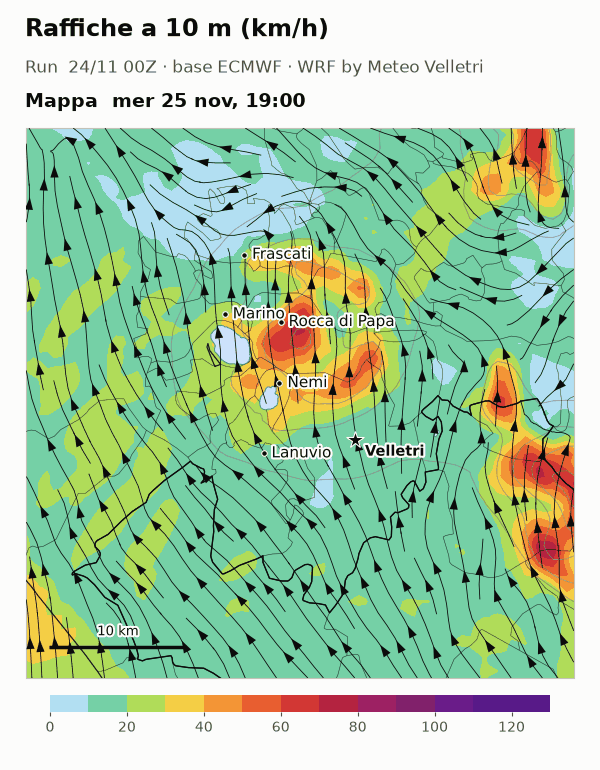 Raffiche a 10 m (km/h)
Run  24/11 00Z · base ECMWF · WRF by Meteo Velletri
Mappa  mer 25 nov, 19:00
Frascati
Marino
Rocca di Papa
Nemi
Velletri
Lanuvio
10 km
0 20 40 60 80 100 120